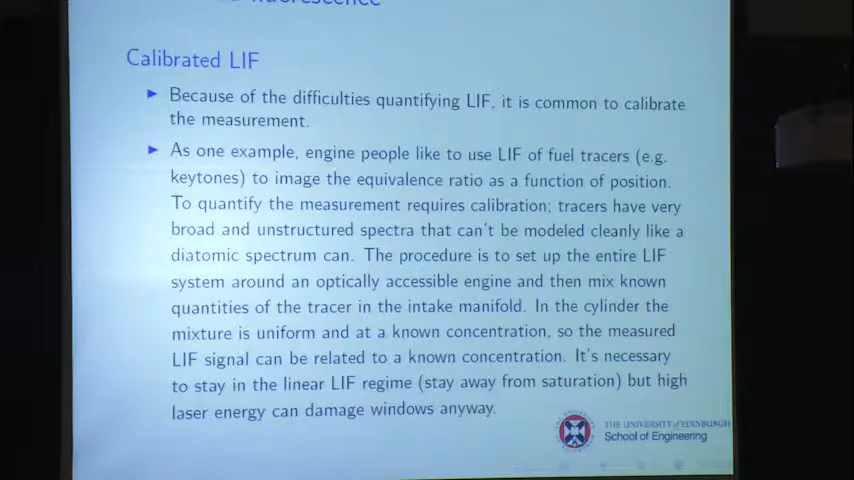 fluorescence
Calibrated LIF
Because of the difficulties quantifying LIF, it is common to calibrate
the measurement.
As one example, engine people like to use LIF of fuel tracers (e.g.
keytones) to image the equivalence ratio as a function of position.
To quantify the measurement requires calibration; tracers have very
broad and unstructured spectra that can't be modeled cleanly like a
diatomic spectrum can. The procedure is to set up the entire LIF
system around an optically accessible engine and then mix known
quantities of the tracer in the intake manifold. In the cylinder the
mixture is uniform and at a known concentration, so the measured
LIF signal can be related to a known concentration. It's necessary
to stay in the linear LIF regime (stay away from saturation) but high
laser energy can damage windows anyway.
THE UNIVERSITY of EDINBURGH
School of Engineering